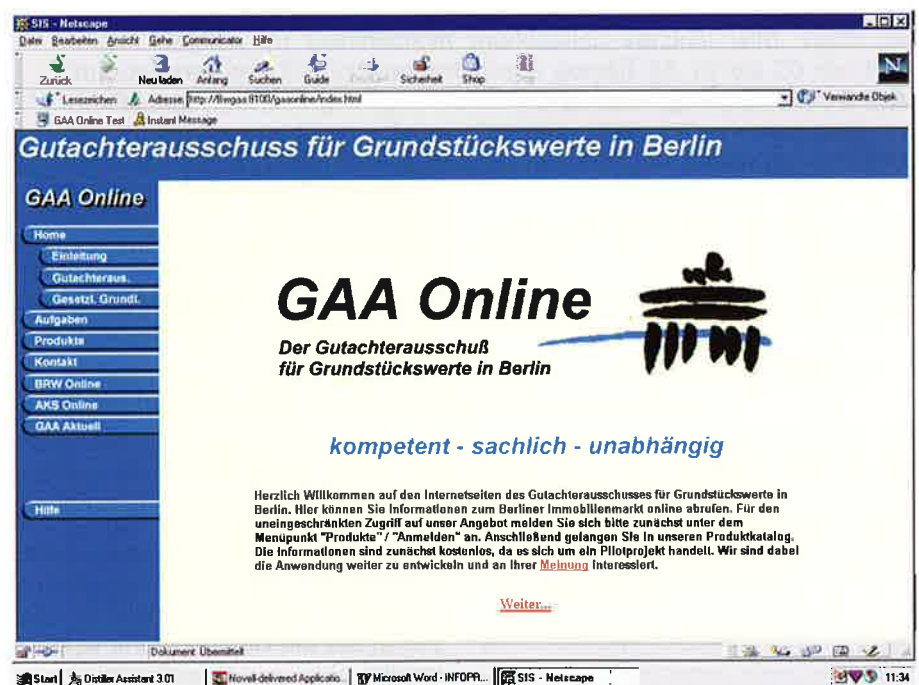 SIS - Netscape
Datei Bearbeiten Ansicht Gehe Communicator Hilfe
Zurück Neu laden Anfang Suchen Guide Sicherheit Shop
Lesezeichen Adresse Verwandte Objek.
GAA Online Test Instant Message
Gutachterausschuss für Grundstückswerte in Berlin
GAA Online
Home
Einleitung
Gutachteraus.
Gesetzl. Grundl.
Aufgaben
Produkte
Kontakt
BRW Online
AKS Online
GAA Aktuell
Hilfe
GAA Online
Der Gutachterausschuß
für Grundstückswerte in Berlin
kompetent - sachlich - unabhängig
Herzlich Willkommen auf den Internetseiten des Gutachterausschusses für Grundstückswerte in
Berlin. Hier können Sie Informationen zum Berliner Immobilienmarkt online abrufen. Für den
uneingeschränkten Zugriff auf unser Angebot melden Sie sich bitte zunächst unter dem
Menüpunkt "Produkte" / "Anmelden" an. Anschließend gelangen Sie in unseren Produktkatalog.
Die Informationen sind zunächst kostenlos, da es sich um ein Pilotprojekt handelt. Wir sind dabei
die Anwendung weiter zu entwickeln und an Ihrer Meinung interessiert.
Weiter...
Dokument: Übermittelt
Start Distiller Assistant 3.01 Novell-delivered Applicatio... Microsoft Word - INFOPR... SIS - Netscape 11:34